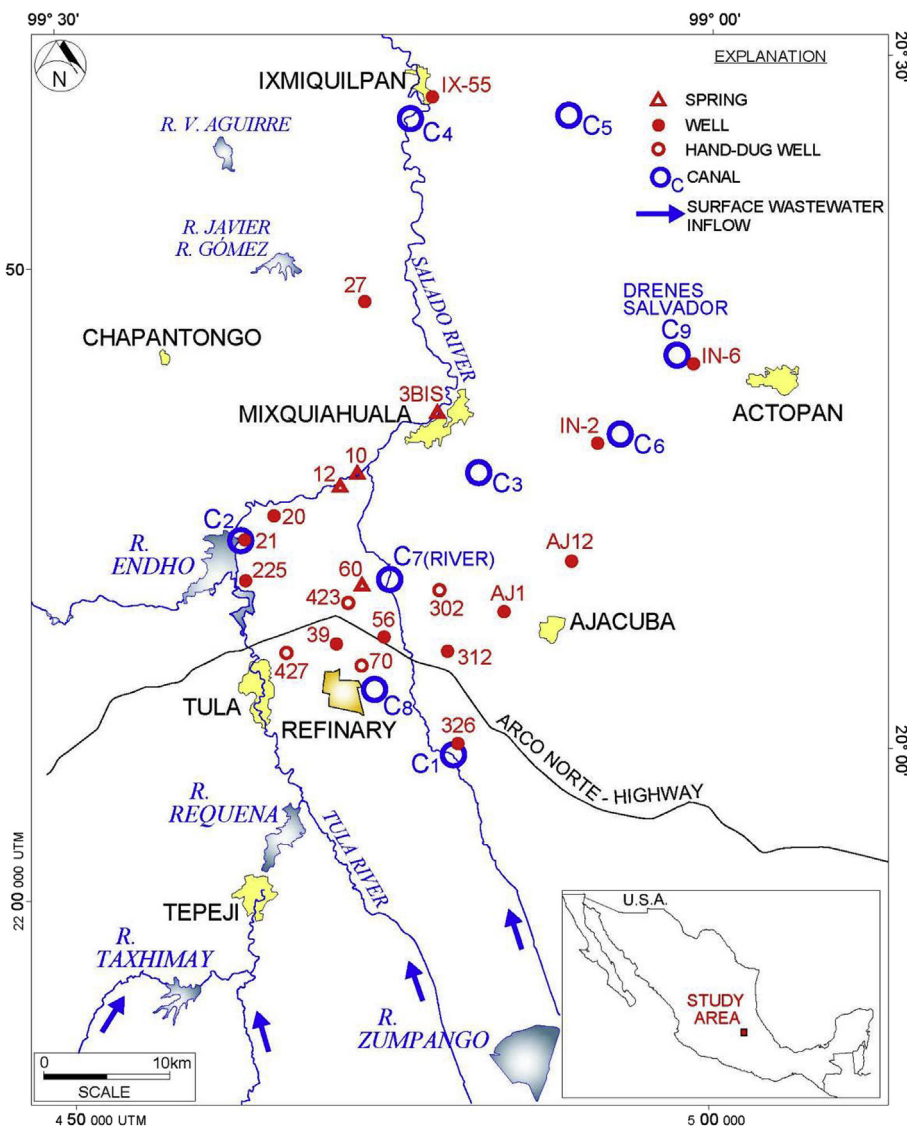 99° 30'
99° 00'
20° 30'
N
EXPLANATION
SPRING
WELL
HAND-DUG WELL
C CANAL
SURFACE WASTEWATER
INFLOW
IXMIQUILPAN
IX-55
C4
C5
R. V. AGUIRRE
R. JAVIER
R. GÓMEZ
50
27
SALADO RIVER
DRENES
SALVADOR
C9
IN-6
CHAPANTONGO
ACTOPAN
3BIS
MIXQUIAHUALA
IN-2
C6
10
12
C3
20
C2
21
R.
ENDHO
225
C7(RIVER)
AJ12
60
423
302
AJ1
AJACUBA
39
56
312
427
70
C8
TULA
REFINARY
326
C1
20° 00'
ARCO NORTE - HIGHWAY
R.
REQUENA
TULA RIVER
22 00 000 UTM
TEPEJI
R.
TAXHIMAY
R.
ZUMPANGO
U.S.A.
STUDY
AREA
0 10km
SCALE
4 50 000 UTM
5 00 000